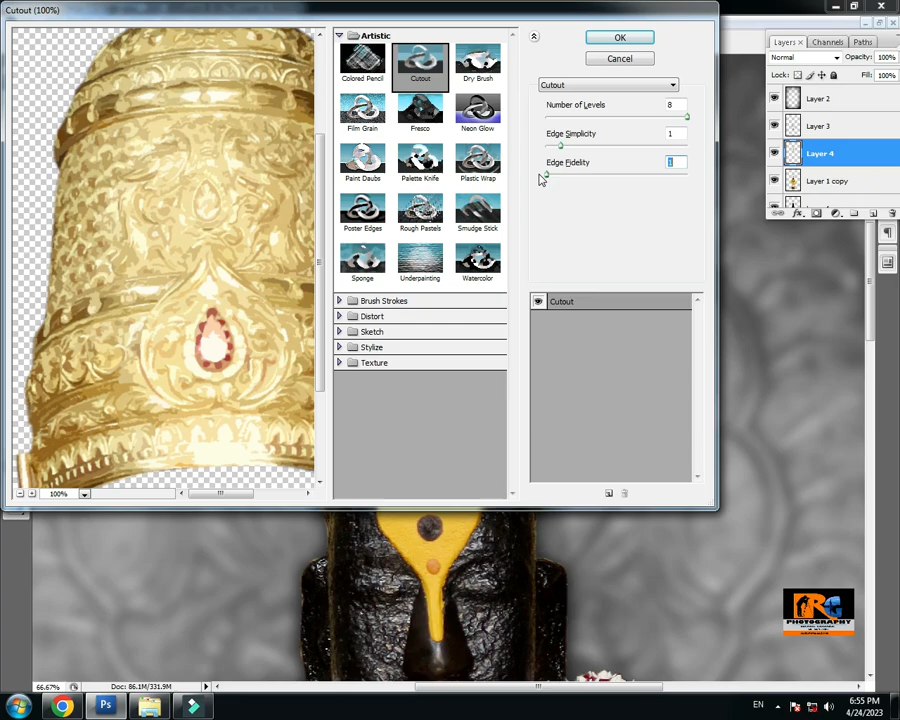 Cutout (100%)
Artistic
Colored Pencil
Cutout
Dry Brush
Film Grain
Fresco
Neon Glow
Paint Daubs
Palette Knife
Plastic Wrap
Poster Edges
Rough Pastels
Smudge Stick
Sponge
Underpainting
Watercolor
Brush Strokes
Distort
Sketch
Stylize
Texture
100%
OK
Cancel
Cutout
Number of Levels 8
Edge Simplicity 1
Edge Fidelity 1
Cutout
Layers Channels Paths
Normal Opacity: 100%
Lock: Fill: 100%
Layer 2
Layer 3
Layer 4
Layer 1 copy
RG
PHOTOGRAPHY
66.67% Doc: 86.1M/331.9M
Ps
EN
6:55 PM
4/24/2023